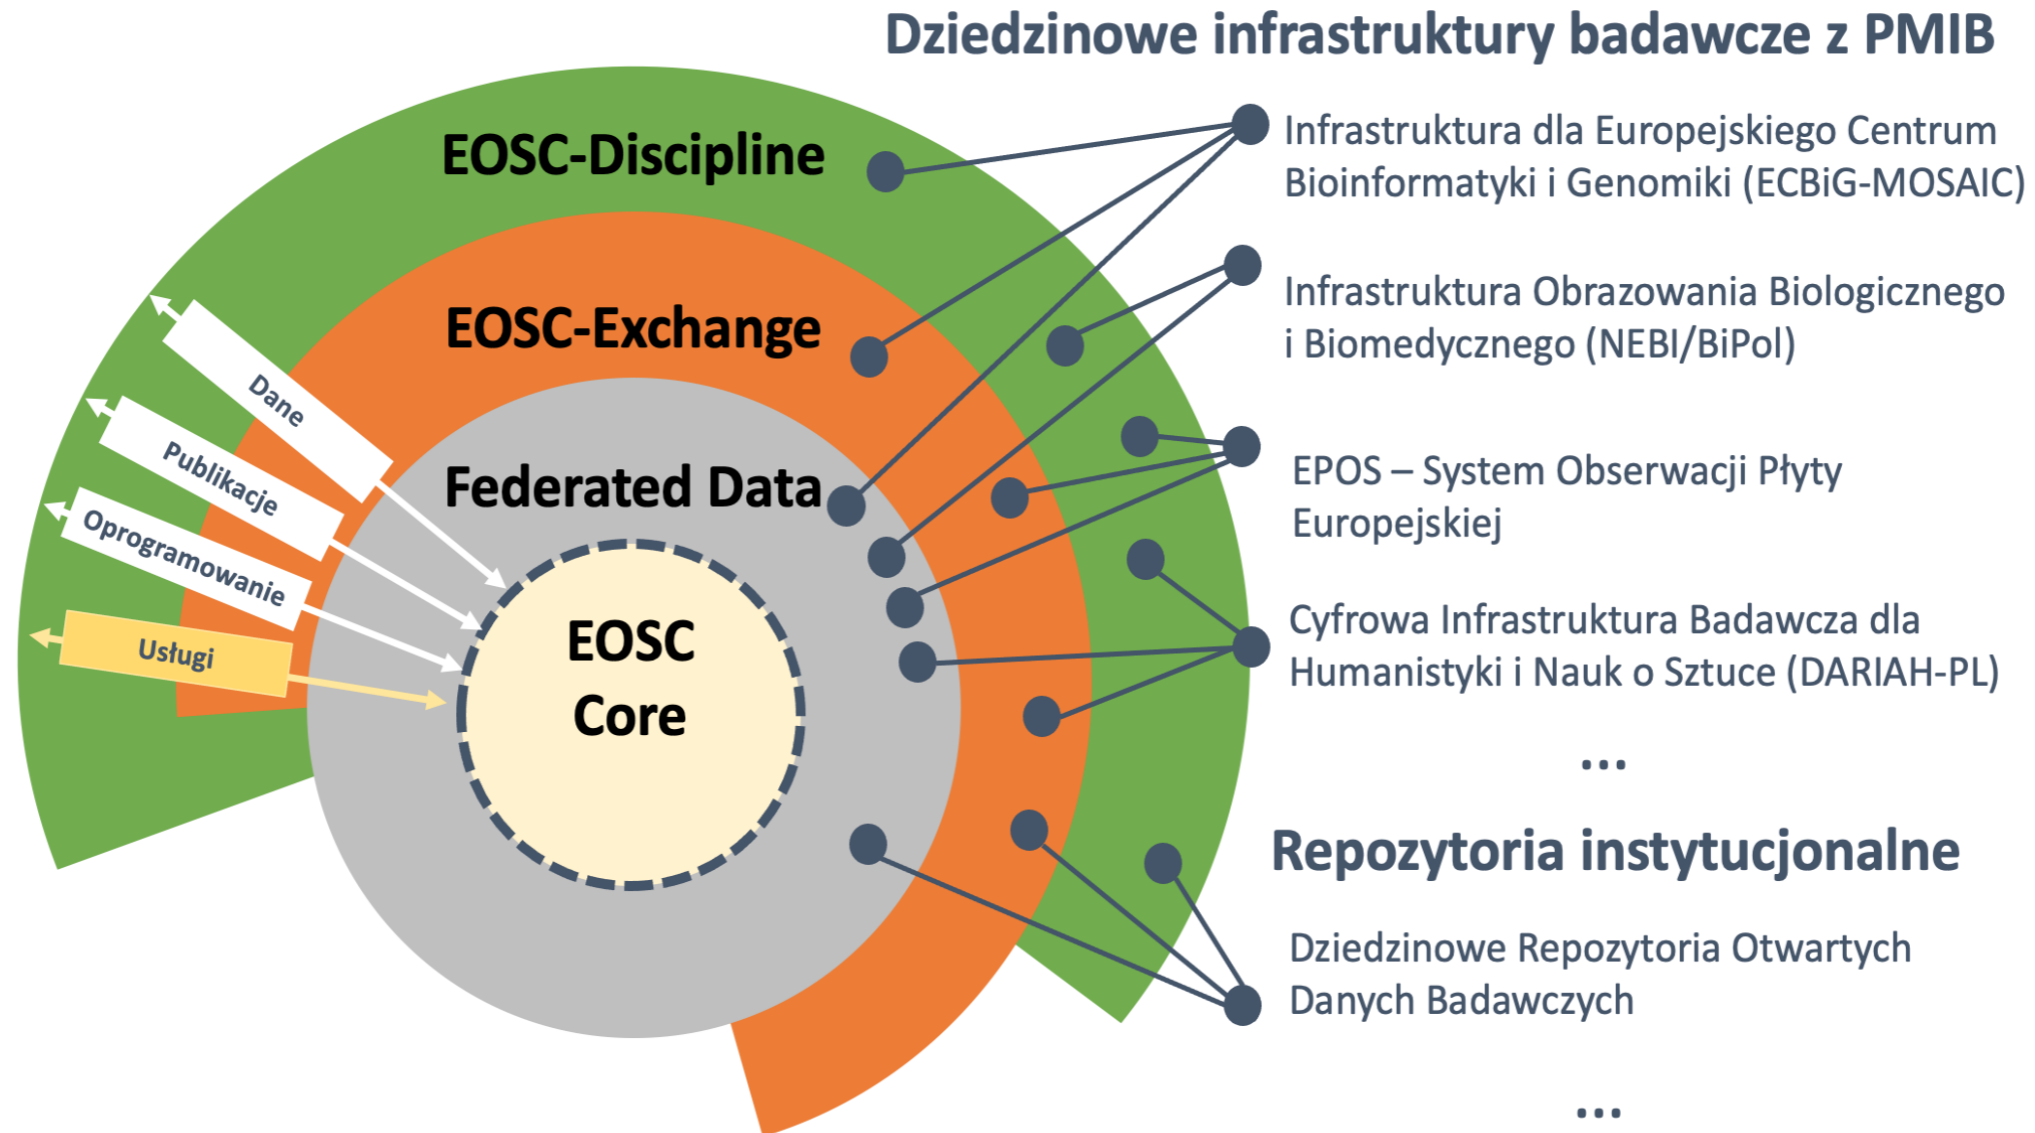 Dziedzinowe infrastruktury badawcze z PMIB
EOSC-Discipline
EOSC-Exchange
Federated Data
EOSC
Core
Dane
Publikacje
Oprogramowanie
Usługi
Infrastruktura dla Europejskiego Centrum
Bioinformatyki i Genomiki (ECBiG-MOSAIC)
Infrastruktura Obrazowania Biologicznego
i Biomedycznego (NEBI/BiPol)
EPOS – System Obserwacji Płyty
Europejskiej
Cyfrowa Infrastruktura Badawcza dla
Humanistyki i Nauk o Sztuce (DARIAH-PL)
...
Repozytoria instytucjonalne
Dziedzinowe Repozytoria Otwartych
Danych Badawczych
...